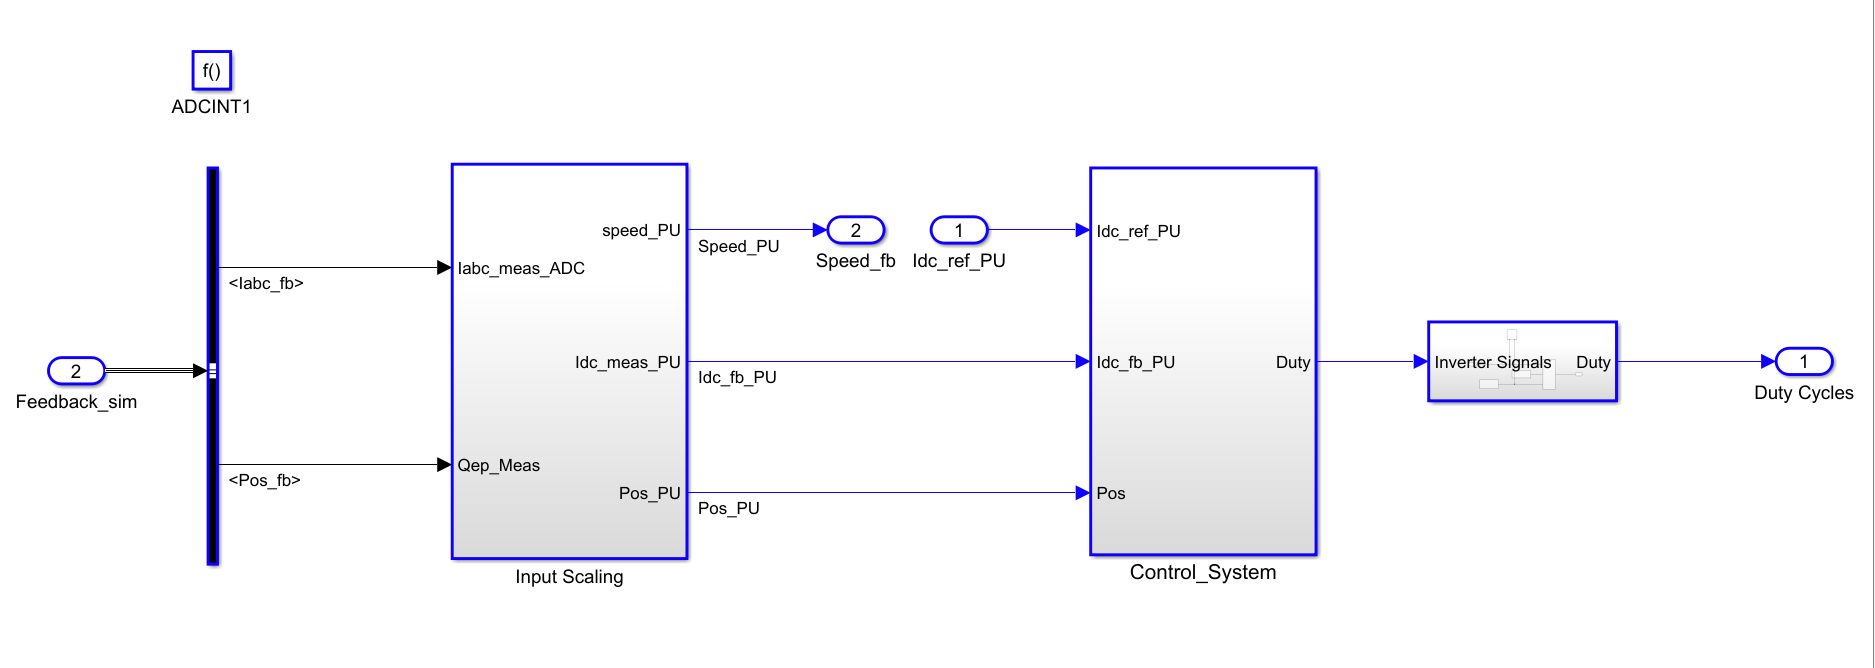 f()
ADCINT1
speed_PU
Speed_PU
2
Speed_fb
1
Idc_ref_PU
Idc_ref_PU
Iabc_meas_ADC
<Iabc_fb>
2
Feedback_sim
Idc_meas_PU
Idc_fb_PU
Idc_fb_PU
Duty
Inverter Signals
Duty
1
Duty Cycles
Qep_Meas
<Pos_fb>
Pos_PU
Pos_PU
Pos
Input Scaling
Control_System